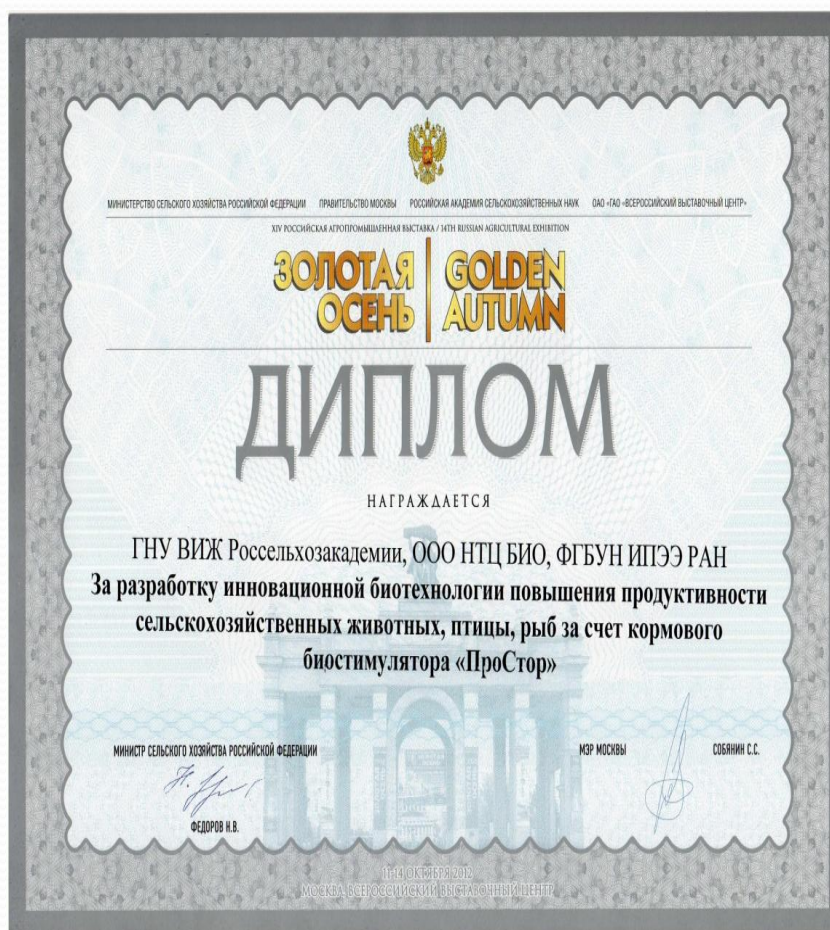 МИНИСТЕРСТВО СЕЛЬСКОГО ХОЗЯЙСТВА РОССИЙСКОЙ ФЕДЕРАЦИИ ПРАВИТЕЛЬСТВО МОСКВЫ РОССИЙСКАЯ АКАДЕМИЯ СЕЛЬСКОХОЗЯЙСТВЕННЫХ НАУК ОАО «ГАО «ВСЕРОССИЙСКИЙ ВЫСТАВОЧНЫЙ ЦЕНТР»
XIV РОССИЙСКАЯ АГРОПРОМЫШЛЕННАЯ ВЫСТАВКА / 14TH RUSSIAN AGRICULTURAL EXHIBITION
ЗОЛОТАЯ ОСЕНЬ
GOLDEN AUTUMN
ДИПЛОМ
НАГРАЖДАЕТСЯ
ГНУ ВИЖ Россельхозакадемии, ООО НТЦ БИО, ФГБУН ИПЭЭ РАН
За разработку инновационной биотехнологии повышения продуктивности
сельскохозяйственных животных, птицы, рыб за счет кормового
биостимулятора «ПроСтор»
МИНИСТР СЕЛЬСКОГО ХОЗЯЙСТВА РОССИЙСКОЙ ФЕДЕРАЦИИ
ФЕДОРОВ Н.В.
МЭР МОСКВЫ СОБЯНИН С.С.
11-14 ОКТЯБРЯ 2012
МОСКВА, ВСЕРОССИЙСКИЙ ВЫСТАВОЧНЫЙ ЦЕНТР